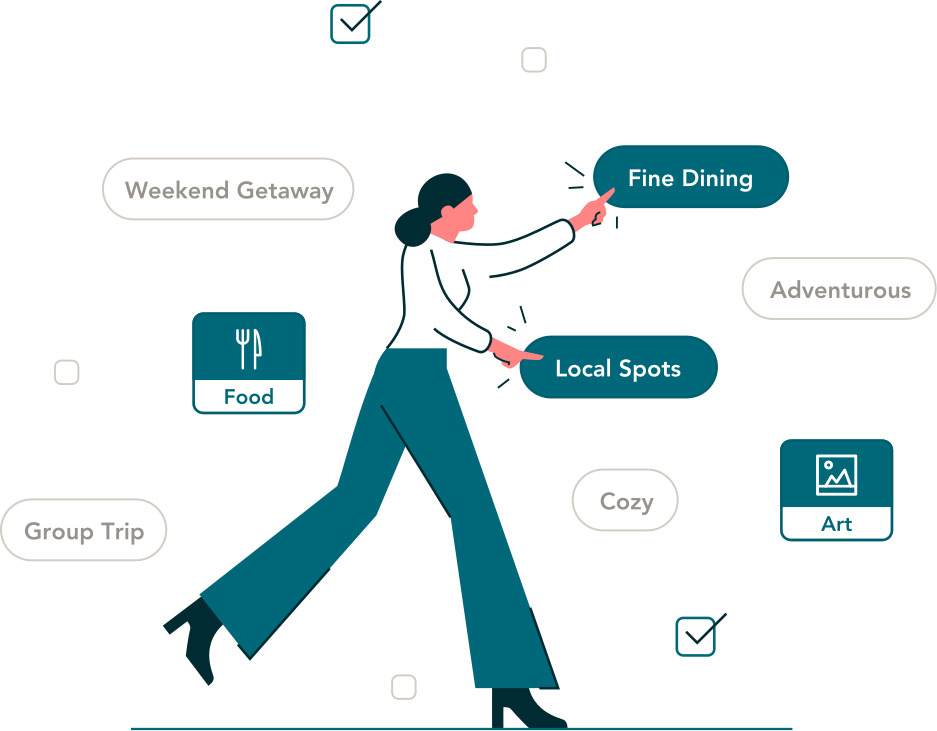 Fine Dining
Weekend Getaway
Adventurous
Local Spots
Food
Cozy
Art
Group Trip